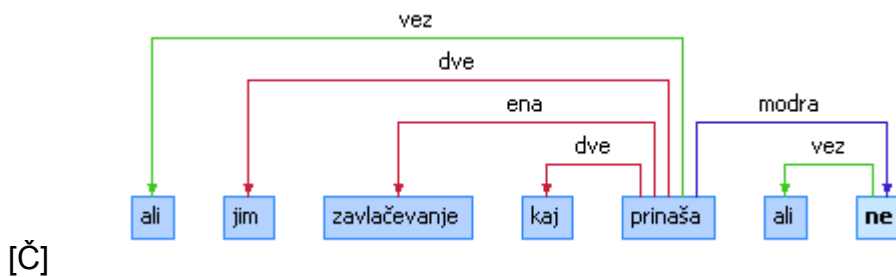 vez
dve
ena
modra
dve
vez
ali jim zavlačevanje kaj prinaša ali ne
[Č]